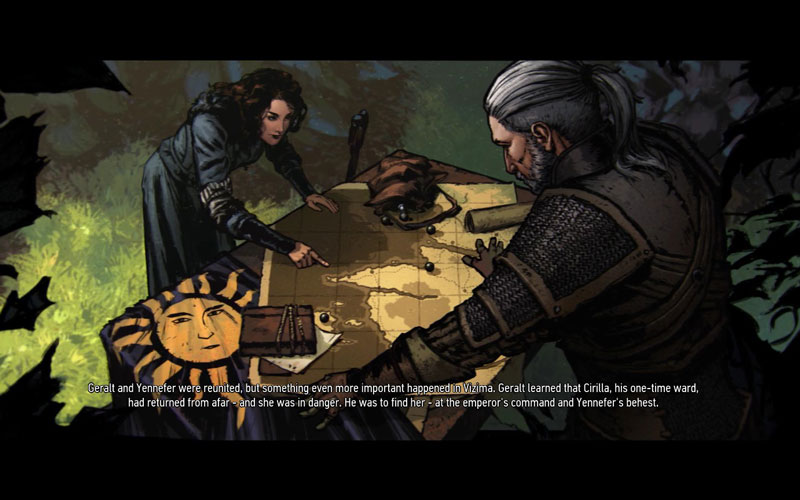 Geralt and Yennefer were reunited, but something even more important happened in Vizima. Geralt learned that Cirilla, his one-time ward,
had returned from afar - and she was in danger. He was to find her - at the emperor's command and Yennefer's behest.